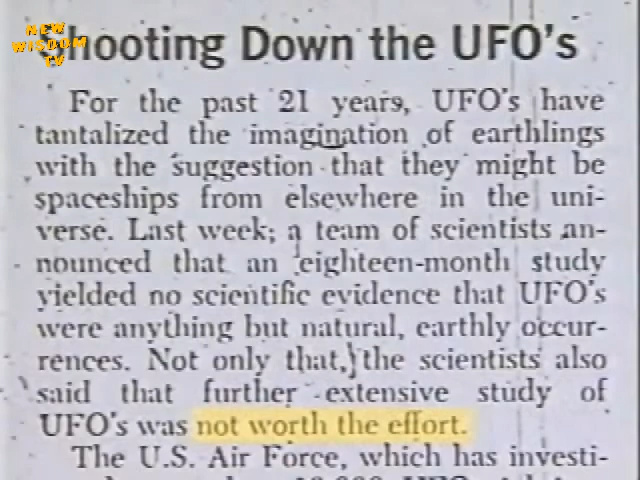 NEW
WISDOM
TV
Shooting Down the UFO's
For the past 21 years, UFO's have
tantalized the imagination of earthlings
with the suggestion that they might be
spaceships from elsewhere in the uni-
verse. Last week, a team of scientists an-
nounced that an eighteen-month study
yielded no scientific evidence that UFO's
were anything but natural, earthly occur-
rences. Not only that, the scientists also
said that further extensive study of
UFO's was not worth the effort.
The U.S. Air Force, which has investi-